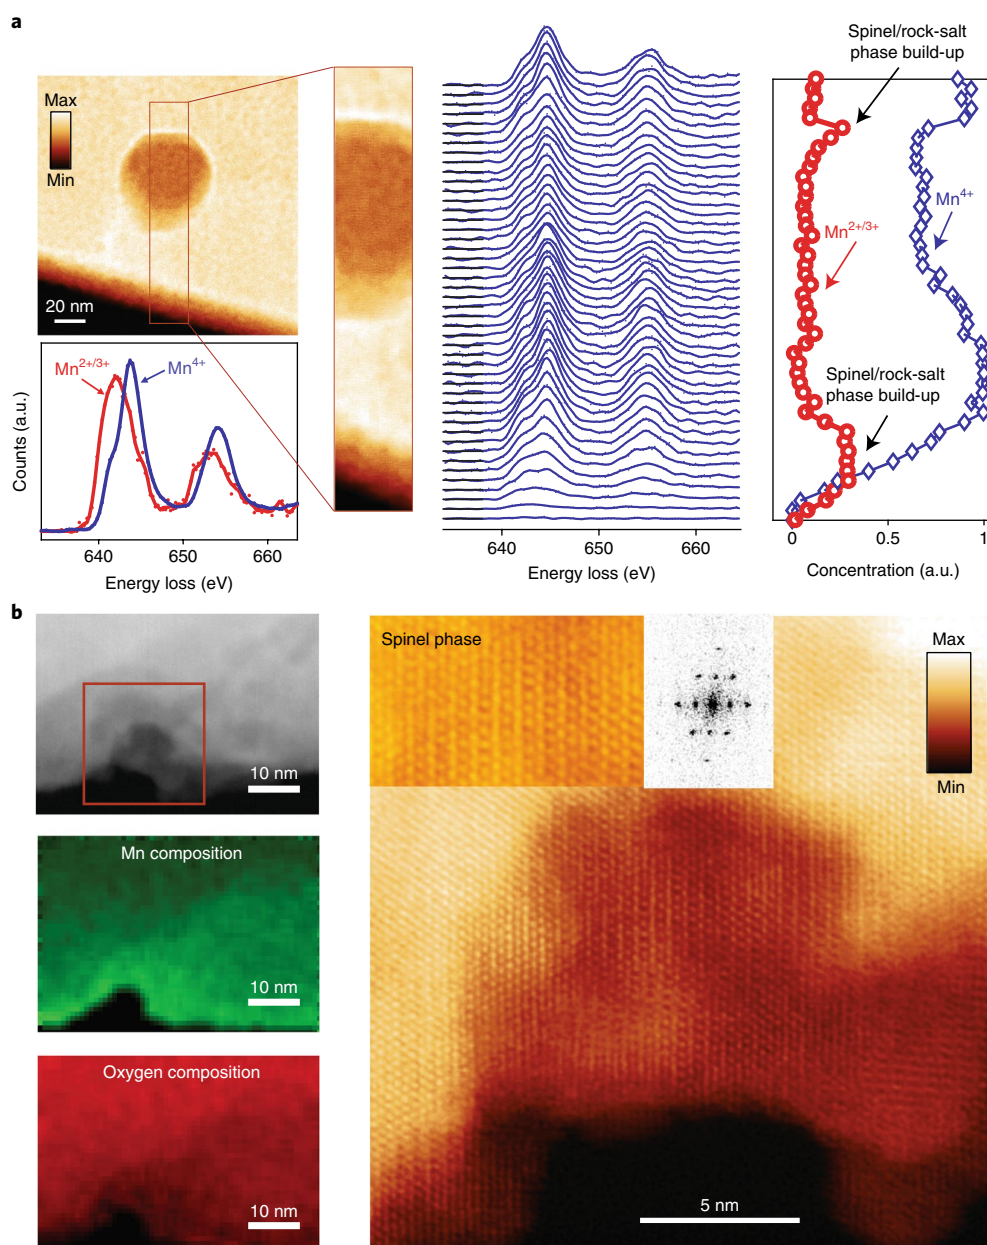 a
Max
Min
20 nm
Mn2+/3+
Mn4+
Counts (a.u.)
640
650
660
Energy loss (eV)
640
650
660
Energy loss (eV)
Spinel/rock-salt
phase build-up
Mn4+
Mn2+/3+
Spinel/rock-salt
phase build-up
0
0.5
1
Concentration (a.u.)
b
10 nm
Mn composition
10 nm
Oxygen composition
10 nm
Spinel phase
Max
Min
5 nm